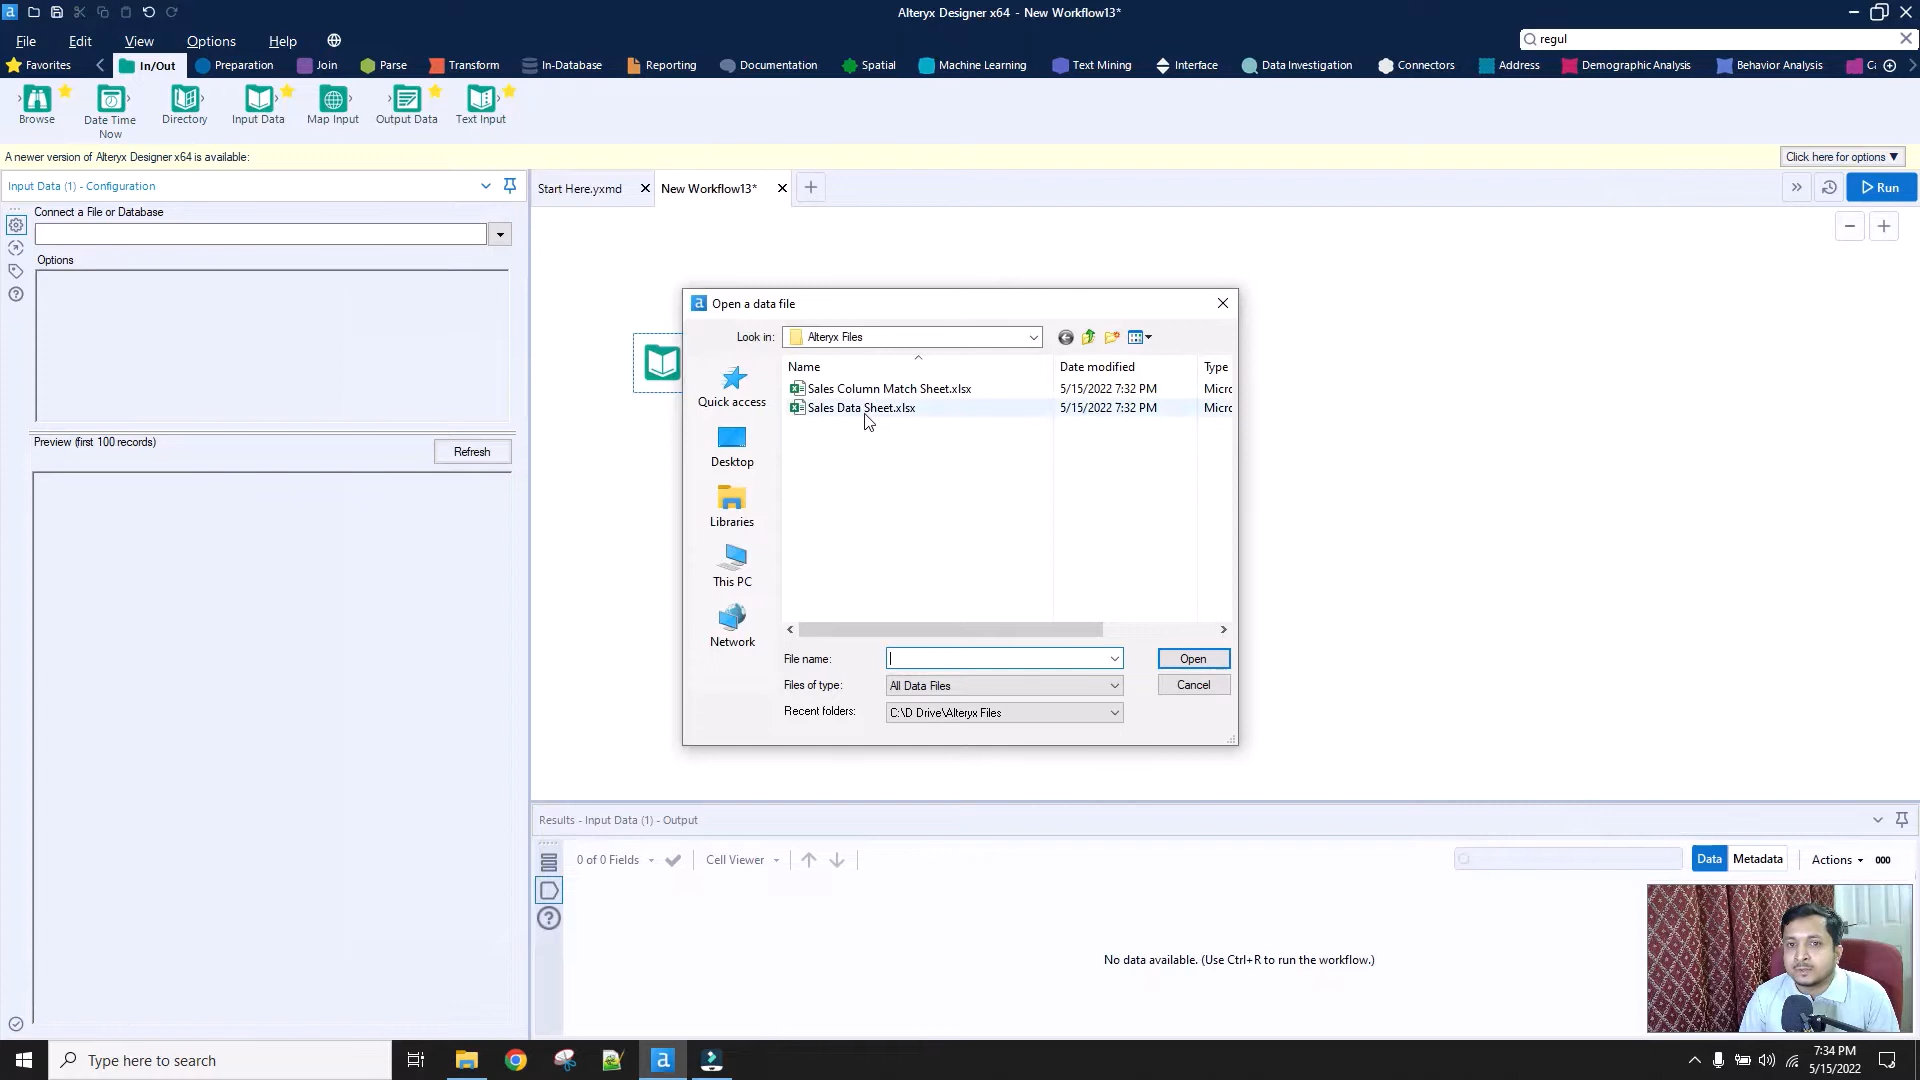 Alteryx Designer x64 - New Workflow13*
File Edit View Options Help
regul
Favorites In/Out Preparation Join Parse Transform In-Database Reporting Documentation Spatial Machine Learning Text Mining Interface Data Investigation Connectors Address Demographic Analysis Behavior Analysis Ca
Browse
Date Time
Now
Directory
Input Data
Map Input
Output Data
Text Input
A newer version of Alteryx Designer x64 is available:
Click here for options ▼
Input Data (1) - Configuration
Start Here.yxmd
New Workflow13*
Run
Connect a File or Database
Options
Preview (first 100 records)
Refresh
Open a data file
Look in: Alteryx Files
Quick access
Desktop
Libraries
This PC
Network
Name Date modified Type
Sales Column Match Sheet.xlsx 5/15/2022 7:32 PM Micro
Sales Data Sheet.xlsx 5/15/2022 7:32 PM Micro
File name:
Open
Files of type: All Data Files
Cancel
Recent folders: C:\D Drive\Alteryx Files
Results - Input Data (1) - Output
0 of 0 Fields Cell Viewer
Data Metadata Actions 000
No data available. (Use Ctrl+R to run the workflow.)
Type here to search
7:34 PM
5/15/2022